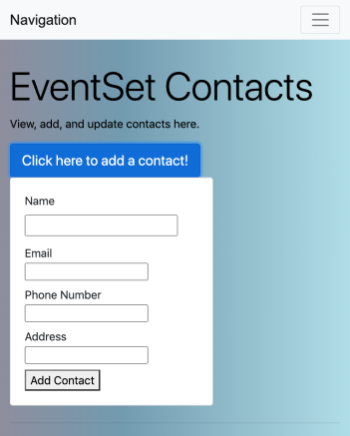 Navigation
EventSet Contacts
View, add, and update contacts here.
Click here to add a contact!
Name
Email
Phone Number
Address
Add Contact